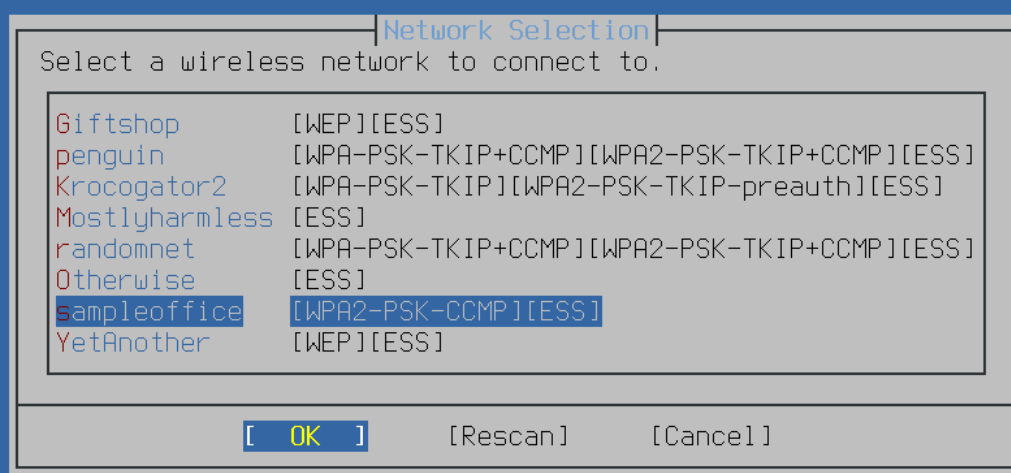 Network Selection
Select a wireless network to connect to.
Giftshop [WEP][ESS]
penguin [WPA-PSK-TKIP+CCMP][WPA2-PSK-TKIP+CCMP][ESS]
Krocogator2 [WPA-PSK-TKIP][WPA2-PSK-TKIP-preauth][ESS]
Mostlyharmless [ESS]
randomnet [WPA-PSK-TKIP+CCMP][WPA2-PSK-TKIP+CCMP][ESS]
Otherwise [ESS]
sampleoffice [WPA2-PSK-CCMP][ESS]
YetAnother [WEP][ESS]
[ OK ] [Rescan] [Cancel]